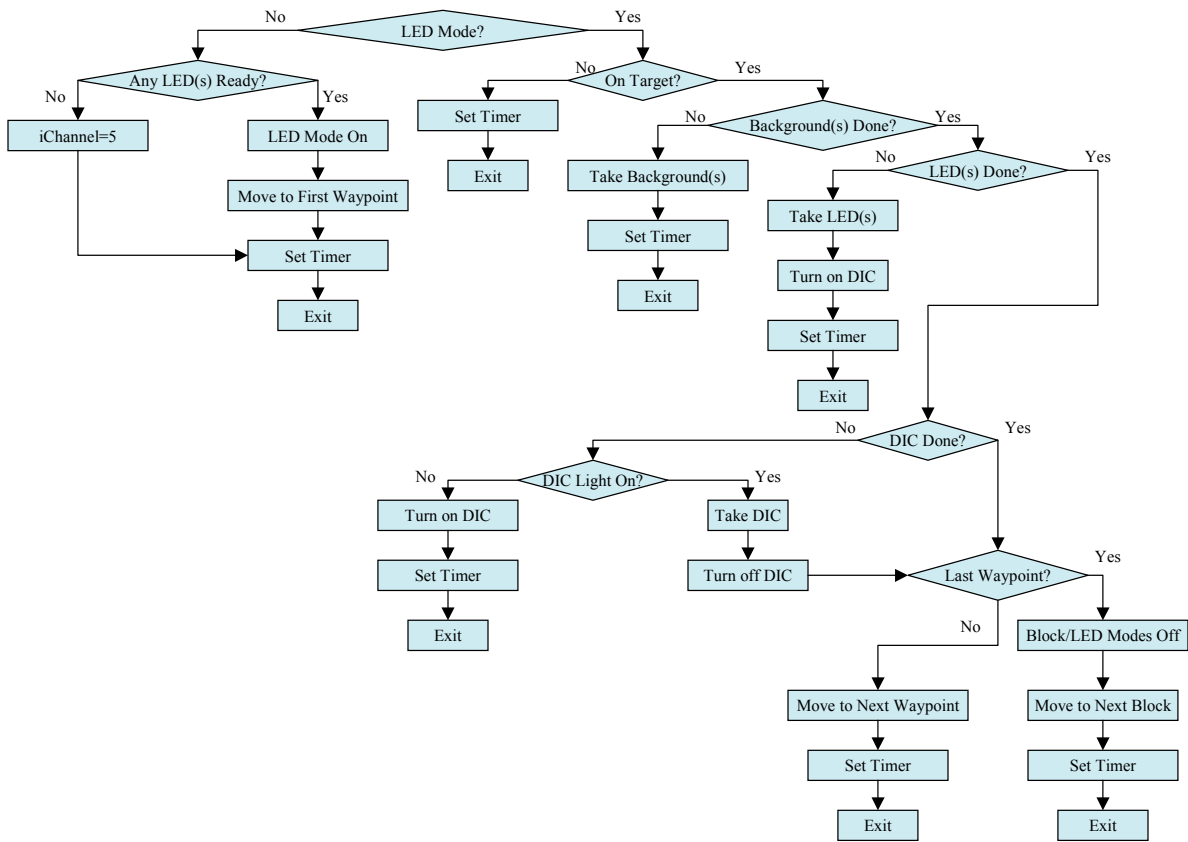 No
LED Mode?
Yes
Any LED(s) Ready?
No
On Target?
Yes
No
Yes
iChannel=5
LED Mode On
Set Timer
No
Background(s) Done?
Yes
Exit
Take Background(s)
No
LED(s) Done?
Yes
Move to First Waypoint
Set Timer
Take LED(s)
Set Timer
Exit
Turn on DIC
Exit
Set Timer
Exit
No
DIC Done?
Yes
No
DIC Light On?
Yes
Turn on DIC
Take DIC
Set Timer
Turn off DIC
Last Waypoint?
Yes
Exit
No
Block/LED Modes Off
Move to Next Waypoint
Move to Next Block
Set Timer
Set Timer
Exit
Exit